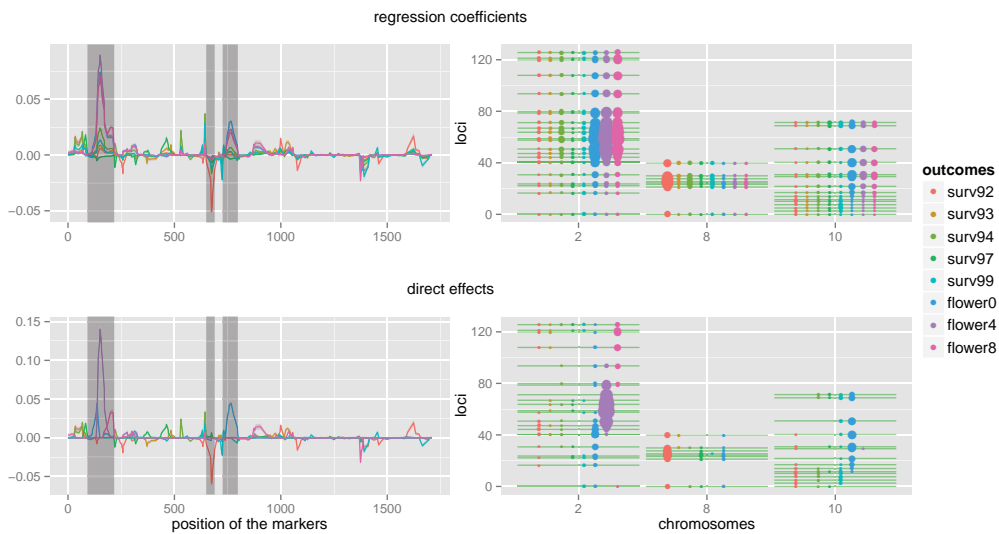 regression coefficients
0.05
0.00
−0.05
0
500
1000
1500
loci
120
80
40
0
2
8
10
direct effects
0.15
0.10
0.05
0.00
−0.05
0
500
1000
1500
position of the markers
loci
120
80
40
0
2
8
10
chromosomes
outcomes
surv92
surv93
surv94
surv97
surv99
flower0
flower4
flower8